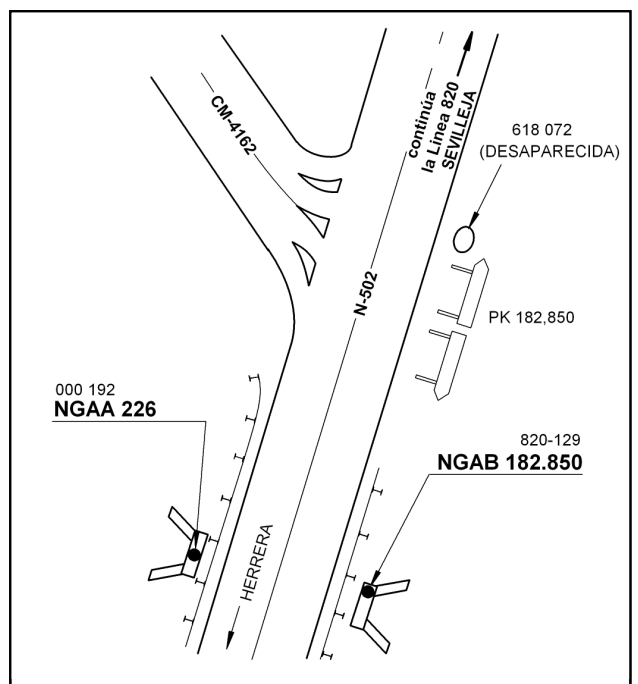 CM-4162
continúa
la Línea 820
SEVILLEJA
618 072
(DESAPARECIDA)
N-502
PK 182,850
000 192
NGAA 226
820-129
NGAB 182.850
HERRERA